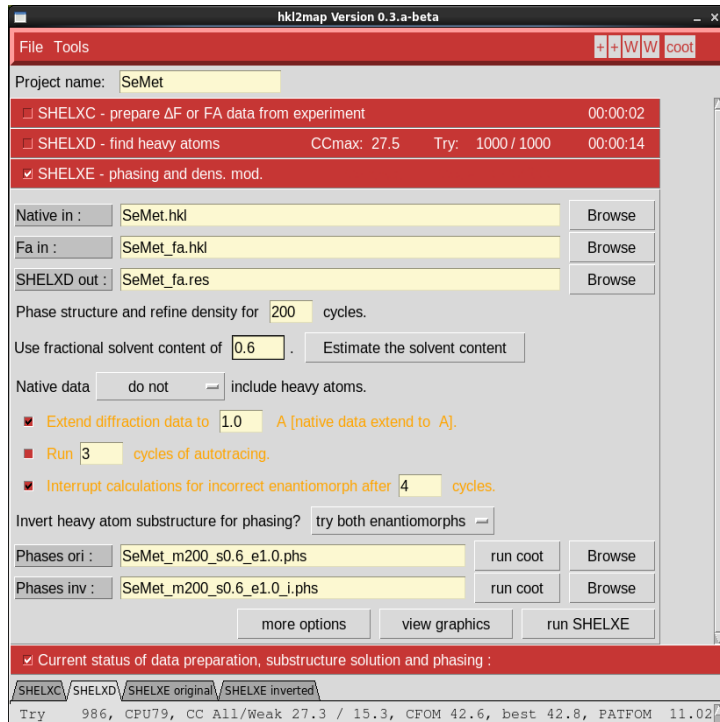 hkl2map Version 0.3.a-beta
File Tools + + W W coot
Project name: SeMet
SHELXC - prepare ΔF or FA data from experiment 00:00:02
SHELXD - find heavy atoms CCmax: 27.5 Try: 1000 / 1000 00:00:14
SHELXE - phasing and dens. mod.
Native in : SeMet.hkl Browse
Fa in : SeMet_fa.hkl Browse
SHELXD out : SeMet_fa.res Browse
Phase structure and refine density for 200 cycles.
Use fractional solvent content of 0.6 . Estimate the solvent content
Native data do not include heavy atoms.
Extend diffraction data to 1.0 A [native data extend to A].
Run 3 cycles of autotracing.
Interrupt calculations for incorrect enantiomorph after 4 cycles.
Invert heavy atom substructure for phasing? try both enantiomorphs
Phases ori : SeMet_m200_s0.6_e1.0.phs run coot Browse
Phases inv : SeMet_m200_s0.6_e1.0_i.phs run coot Browse
more options view graphics run SHELXE
Current status of data preparation, substructure solution and phasing :
SHELXC SHELXD SHELXE original SHELXE inverted
Try 986, CPU79, CC All/Weak 27.3 / 15.3, CFOM 42.6, best 42.8, PATFOM 11.02